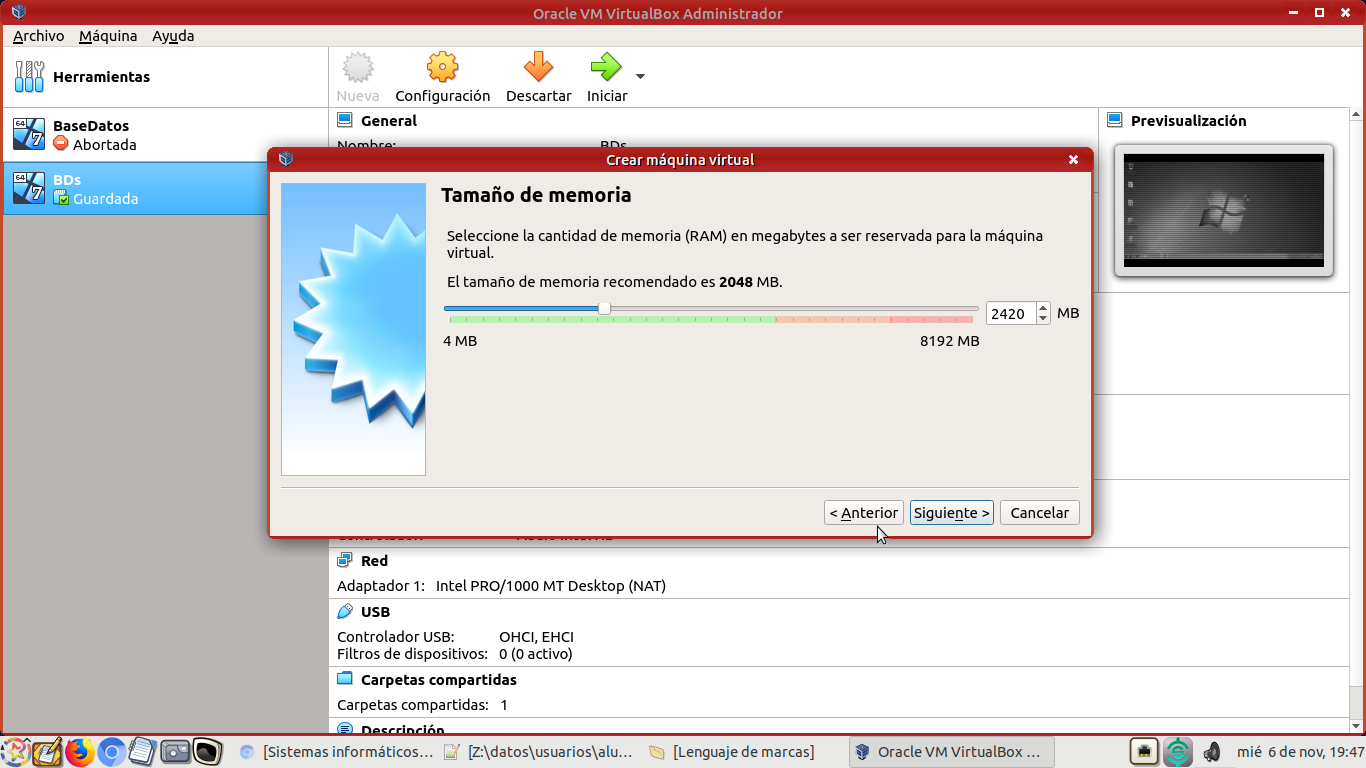 Oracle VM VirtualBox Administrador
Archivo Máquina Ayuda
Herramientas
Nueva Configuración Descartar Iniciar
BaseDatos
Abortada
BDs
Guardada
General
Nombre: BDs
Previsualización
Crear máquina virtual
Tamaño de memoria
Seleccione la cantidad de memoria (RAM) en megabytes a ser reservada para la máquina
virtual.
El tamaño de memoria recomendado es 2048 MB.
2420 MB
4 MB 8192 MB
< Anterior Siguiente > Cancelar
Red
Adaptador 1: Intel PRO/1000 MT Desktop (NAT)
USB
Controlador USB: OHCI, EHCI
Filtros de dispositivos: 0 (0 activo)
Carpetas compartidas
Carpetas compartidas: 1
Descripción
[Sistemas informáticos... [Z:\datos\usuarios\alu... [Lenguaje de marcas] Oracle VM VirtualBox ... mié 6 de nov, 19:47